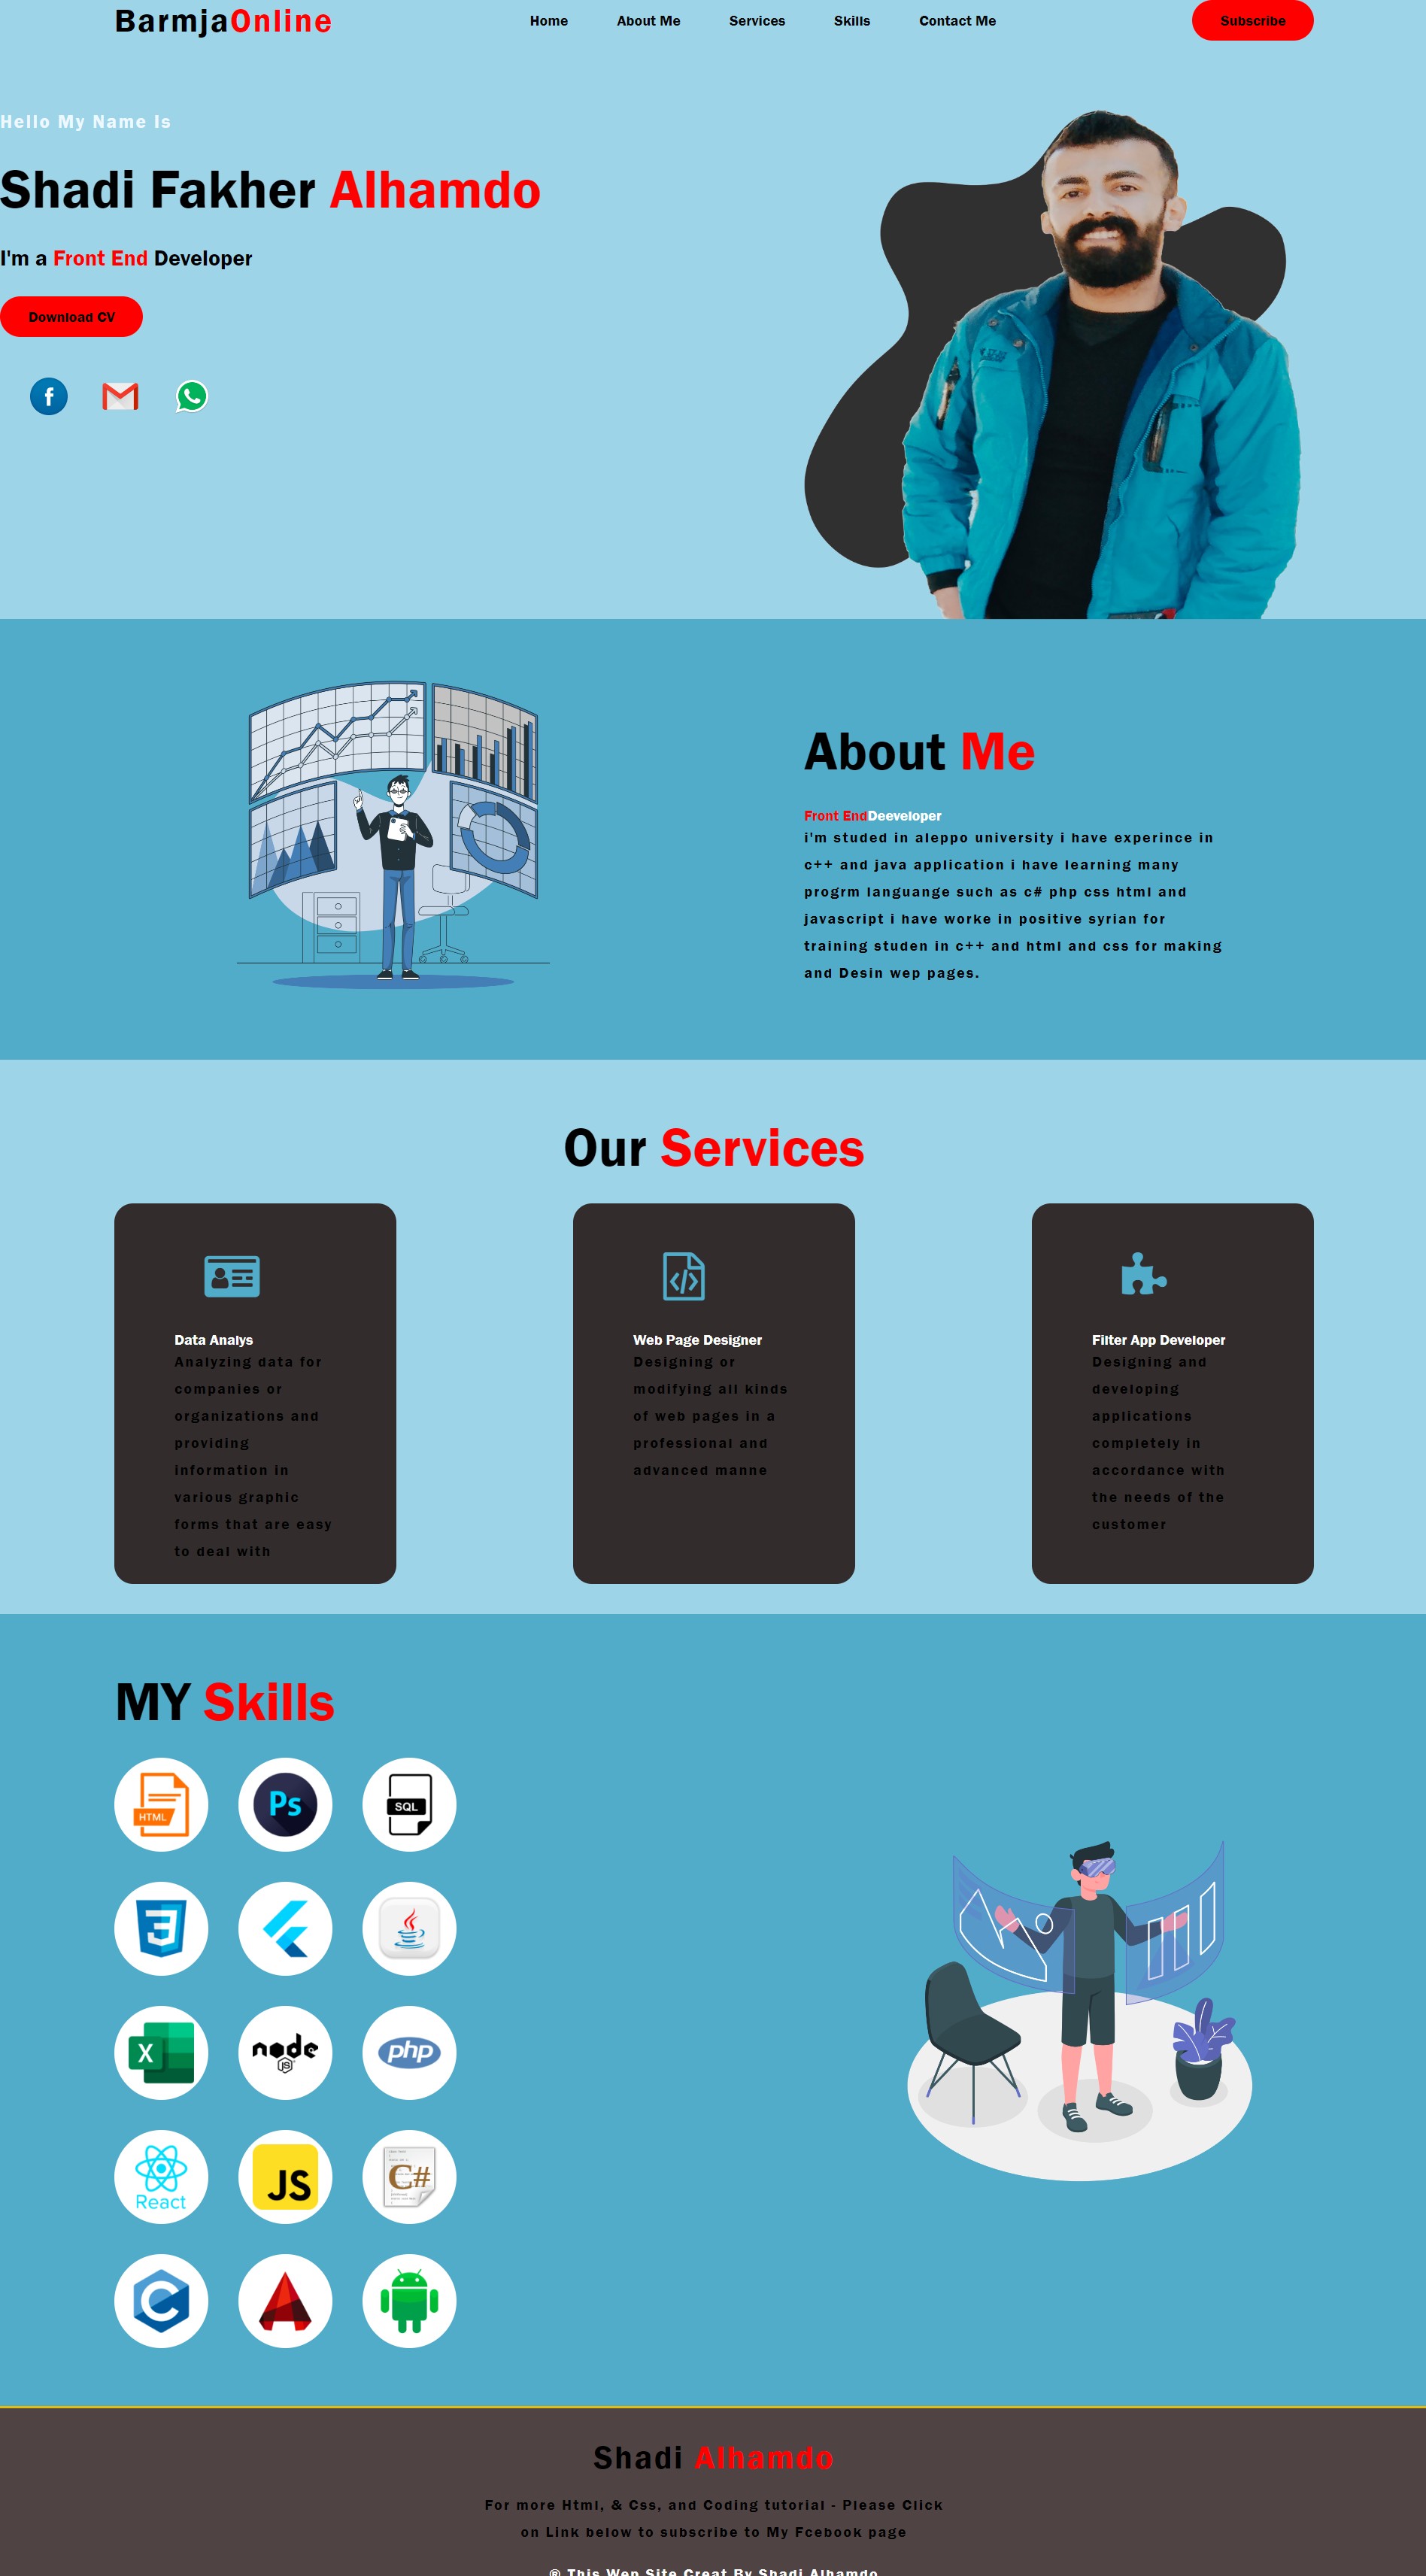 BarmjaOnline
Home About Me Services Skills Contact Me
Subscribe
Hello My Name Is
Shadi Fakher Alhamdo
I'm a Front End Developer
Download CV
f
About Me
Front EndDeeveloper
i'm studed in aleppo university i have experince in
c++ and java application i have learning many
progrm languange such as c# php css html and
javascript i have worke in positive syrian for
training studen in c++ and html and css for making
and Desin wep pages.
Our Services
Data Analys
Analyzing data for
companies or
organizations and
providing
information in
various graphic
forms that are easy
to deal with
Web Page Designer
Designing or
modifying all kinds
of web pages in a
professional and
advanced manne
Filter App Developer
Designing and
developing
applications
completely in
accordance with
the needs of the
customer
MY Skills
HTML
Ps
SQL
3
X
node
JS
php
React
JS
C#
C
Shadi Alhamdo
For more Html, & Css, and Coding tutorial - Please Click
on Link below to subscribe to My Fcebook page
® This Wep Site Creat By Shadi Alhamdo